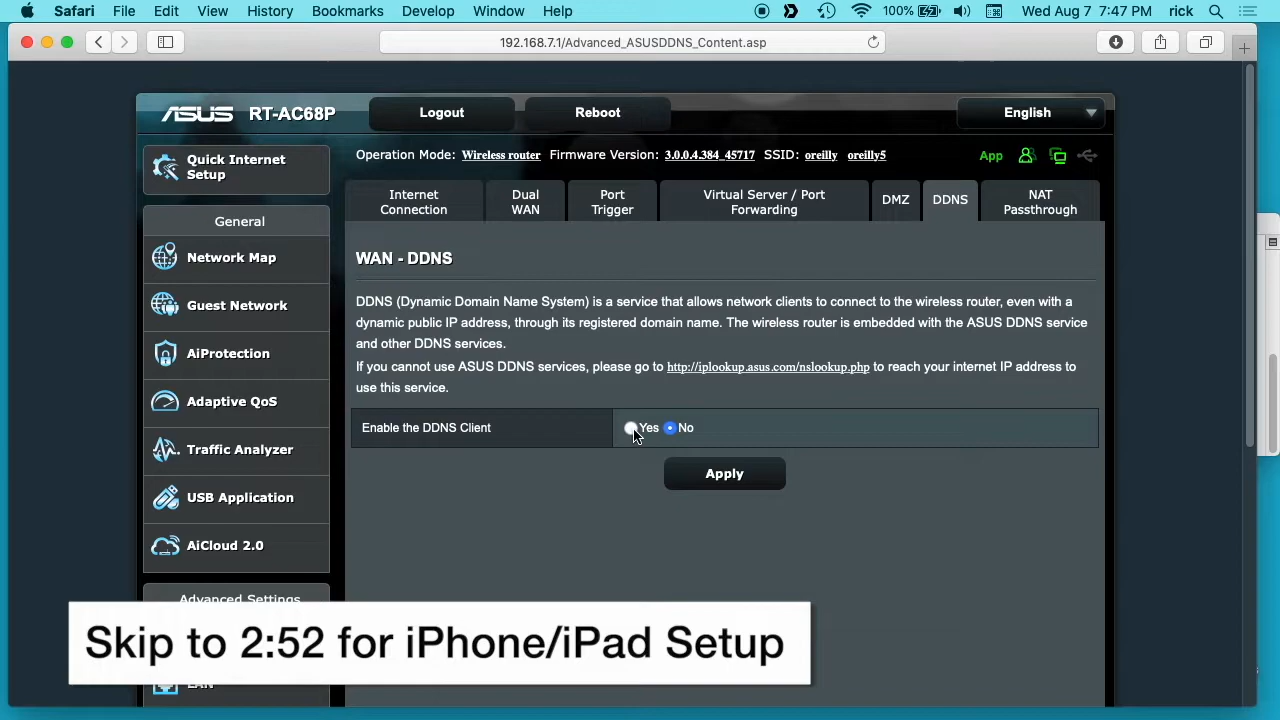 Safari File Edit View History Bookmarks Develop Window Help 100% Wed Aug 7 7:47 PM rick
192.168.7.1/Advanced_ASUSDDNS_Content.asp
ASUS RT-AC68P Logout Reboot English
Quick Internet
Setup
General
Network Map
Guest Network
AiProtection
Adaptive QoS
Traffic Analyzer
USB Application
AiCloud 2.0
Advanced Settings
LAN
Operation Mode: Wireless router Firmware Version: 3.0.0.4.384_45717 SSID: oreilly oreilly5 App
Internet
Connection
Dual
WAN
Port
Trigger
Virtual Server / Port
Forwarding
DMZ
DDNS
NAT
Passthrough
WAN - DDNS
DDNS (Dynamic Domain Name System) is a service that allows network clients to connect to the wireless router, even with a
dynamic public IP address, through its registered domain name. The wireless router is embedded with the ASUS DDNS service
and other DDNS services.
If you cannot use ASUS DDNS services, please go to http://iplookup.asus.com/nslookup.php to reach your internet IP address to
use this service.
Enable the DDNS Client Yes No
Apply
Skip to 2:52 for iPhone/iPad Setup